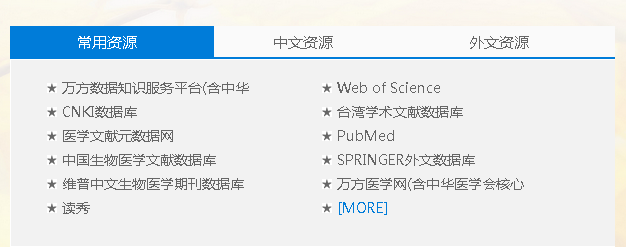 常用资源 中文资源 外文资源
★ 万方数据知识服务平台(含中华
★ CNKI数据库
★ 医学文献元数据网
★ 中国生物医学文献数据库
★ 维普中文生物医学期刊数据库
★ 读秀
★ Web of Science
★ 台湾学术文献数据库
★ PubMed
★ SPRINGER外文数据库
★ 万方医学网(含中华医学会核心
★ [MORE]